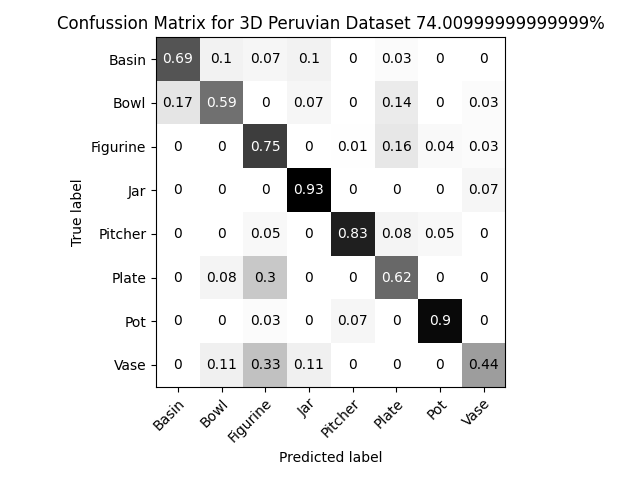 Confussion Matrix for 3D Peruvian Dataset 74.00999999999999%
Basin 0.69 0.1 0.07 0.1 0 0.03 0 0
Bowl 0.17 0.59 0 0.07 0 0.14 0 0.03
Figurine 0 0 0.75 0 0.01 0.16 0.04 0.03
Jar 0 0 0 0.93 0 0 0 0.07
Pitcher 0 0 0.05 0 0.83 0.08 0.05 0
Plate 0 0.08 0.3 0 0 0.62 0 0
Pot 0 0 0.03 0 0.07 0 0.9 0
Vase 0 0.11 0.33 0.11 0 0 0 0.44
True label
Basin Bowl Figurine Jar Pitcher Plate Pot Vase
Predicted label